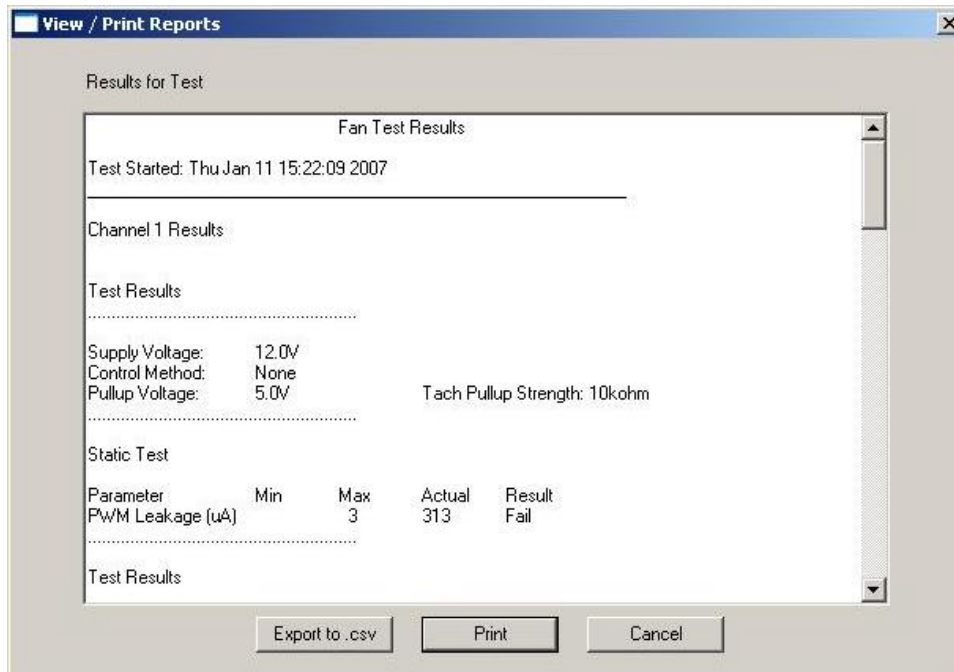 View / Print Reports
Results for Test
Fan Test Results
Test Started: Thu Jan 11 15:22:09 2007
Channel 1 Results
Test Results
Supply Voltage: 12.0V
Control Method: None
Pullup Voltage: 5.0V Tach Pullup Strength: 10kohm
Static Test
Parameter Min Max Actual Result
PWM Leakage (uA) 3 313 Fail
Test Results
Export to .csv Print Cancel